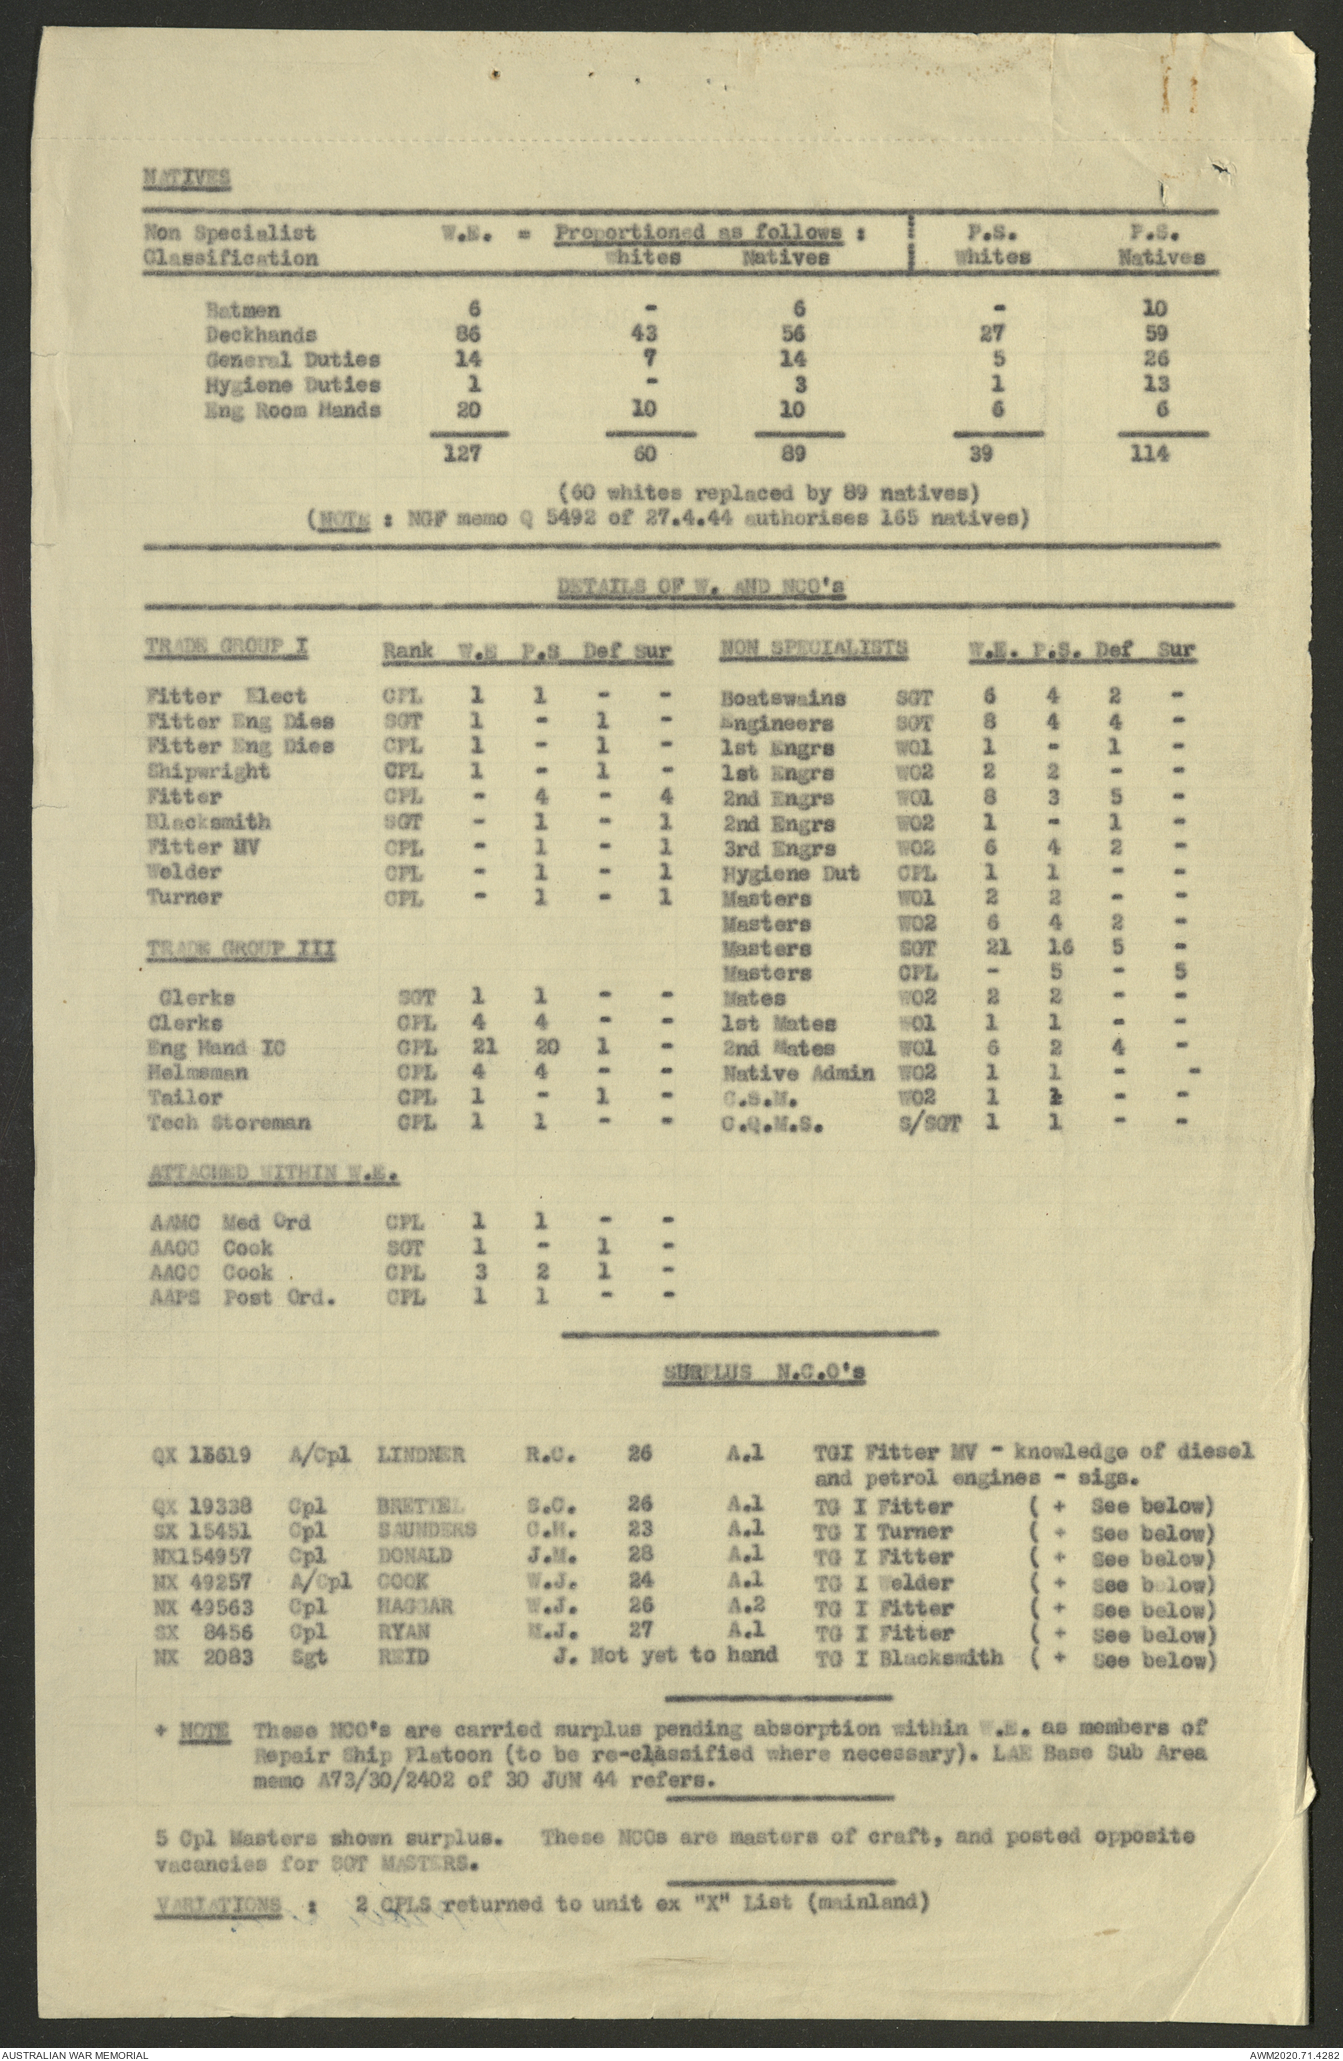 NATIVES
Non Specialist W.E. = Proportioned as follows : P.S. P.S.
Classification Whites Natives Whites Natives
Batmen 6 - 6 - 10
Deckhands 86 43 56 27 59
General Duties 14 7 14 5 26
Hygiene Duties 1 - 3 1 13
Eng Room Hands 20 10 10 6 6
127 60 89 39 114
(60 whites replaced by 89 natives)
(NOTE : NGF memo Q 5492 of 27.4.44 authorises 165 natives)
DETAILS OF W. AND NCO's
TRADE GROUP I Rank W.E P.S Def Sur
Fitter Elect CPL 1 1 - -
Fitter Eng Dies SGT 1 - 1 -
Fitter Eng Dies CPL 1 - 1 -
Shipwright CPL 1 - 1 -
Fitter CPL - 4 - 4
Blacksmith SGT - 1 - 1
Fitter MV CPL - 1 - 1
Welder CPL - 1 - 1
Turner CPL - 1 - 1
TRADE GROUP III
Clerks SGT 1 1 - -
Clerks CPL 4 4 - -
Eng Hand IC CPL 21 20 1 -
Helmsman CPL 4 4 - -
Tailor CPL 1 - 1 -
Tech Storeman CPL 1 1 - -
ATTACHED WITHIN W.E.
AAMC Med Ord CPL 1 1 - -
AACC Cook SGT 1 - 1 -
AACC Cook . CPL 3 2 1 -
AAPS Post Ord. CPL 1 1 - -
NON SPECIALISTS W.E. P.S. Def Sur
Boatswains SGT 6 4 2 -
Engineers SGT 8 4 4 -
1st Engrs WO1 1 - 1 -
1st Engrs WO2 2 2 - -
2nd Engrs WO1 8 3 5 -
2nd Engrs WO2 1 - 1 -
3rd Engrs WO2 6 4 2 -
Hygiene Dut CPL 1 1 - -
Masters WO1 2 2 - -
Masters WO2 6 4 2 -
Masters SGT 21 16 5 -
Masters CPL - 5 - 5
Mates WO2 2 2 - -
1st Mates WO1 1 1 - -
2nd Mates WO1 6 2 4 -
Native Admin WO2 1 1 - -
C.S.M. WO2 1 1 - -
C.Q.M.S. S/SGT 1 1 - -
SURPLUS N.C.O's
QX A/Cpl LINDNER R.C. 26 A.1 TGI Fitter MV - knowledge of diesel
and petrol engines - sigs.
QX 19338 Cpl BRETTEL S.C. 26 A.1 TG I Fitter ( + See below)
SX 15451 Cpl SAUNDERS C.H. 23 A.1 TG I Turner ( + See below)
NX154957 Cpl DONALD J.M. 28 A.1 TG I Fitter ( + See below)
NX 49257 A/Cpl COOK W.J. 24 A.1 TG I Welder ( + See below)
NX 49563 Cpl HAGGAR W.J. 26 A.2 TG I Fitter ( + See below)
SX 8456 Cpl RYAN M.J. 27 A.1 TG I Fitter ( + See below)
NX 2083 Sgt REID J. Not yet to hand TG I Blacksmith ( + See below)
+ NOTE These NCO's are carried surplus pending absorption within W.E. as members of
Repair Ship Platoon (to be re-classified where necessary). LAE Base Sub Area
memo A73/30/2402 of 30 JUN 44 refers.
5 Cpl Masters shown surplus. These NCOs are masters of craft, and posted opposite
vacancies for SGT MASTERS.
VARIATIONS : 2 CPLS returned to unit ex "X" List (mainland)
AUSTRALIAN WAR MEMORIAL AWM2020.71.4282